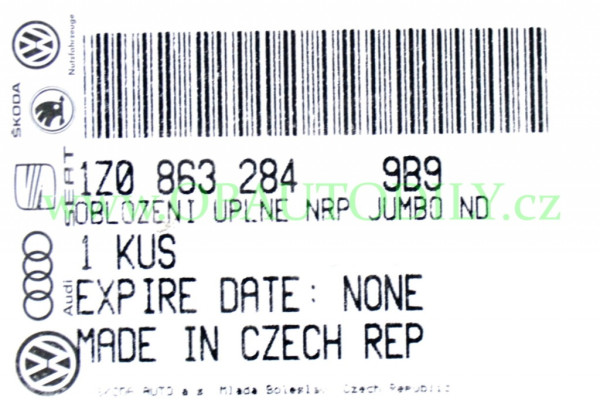 1Z0 863 284 9B9
OBLOZENI UPLNE NRP JUMBO ND
1 KUS
EXPIRE DATE: NONE
MADE IN CZECH REP
SKODA AUTO a.s. Mlada Boleslav Czech Republic
Nutzfahrzeuge
ŠKODA
SEAT
Audi
www.OPRAUTODILY.cz